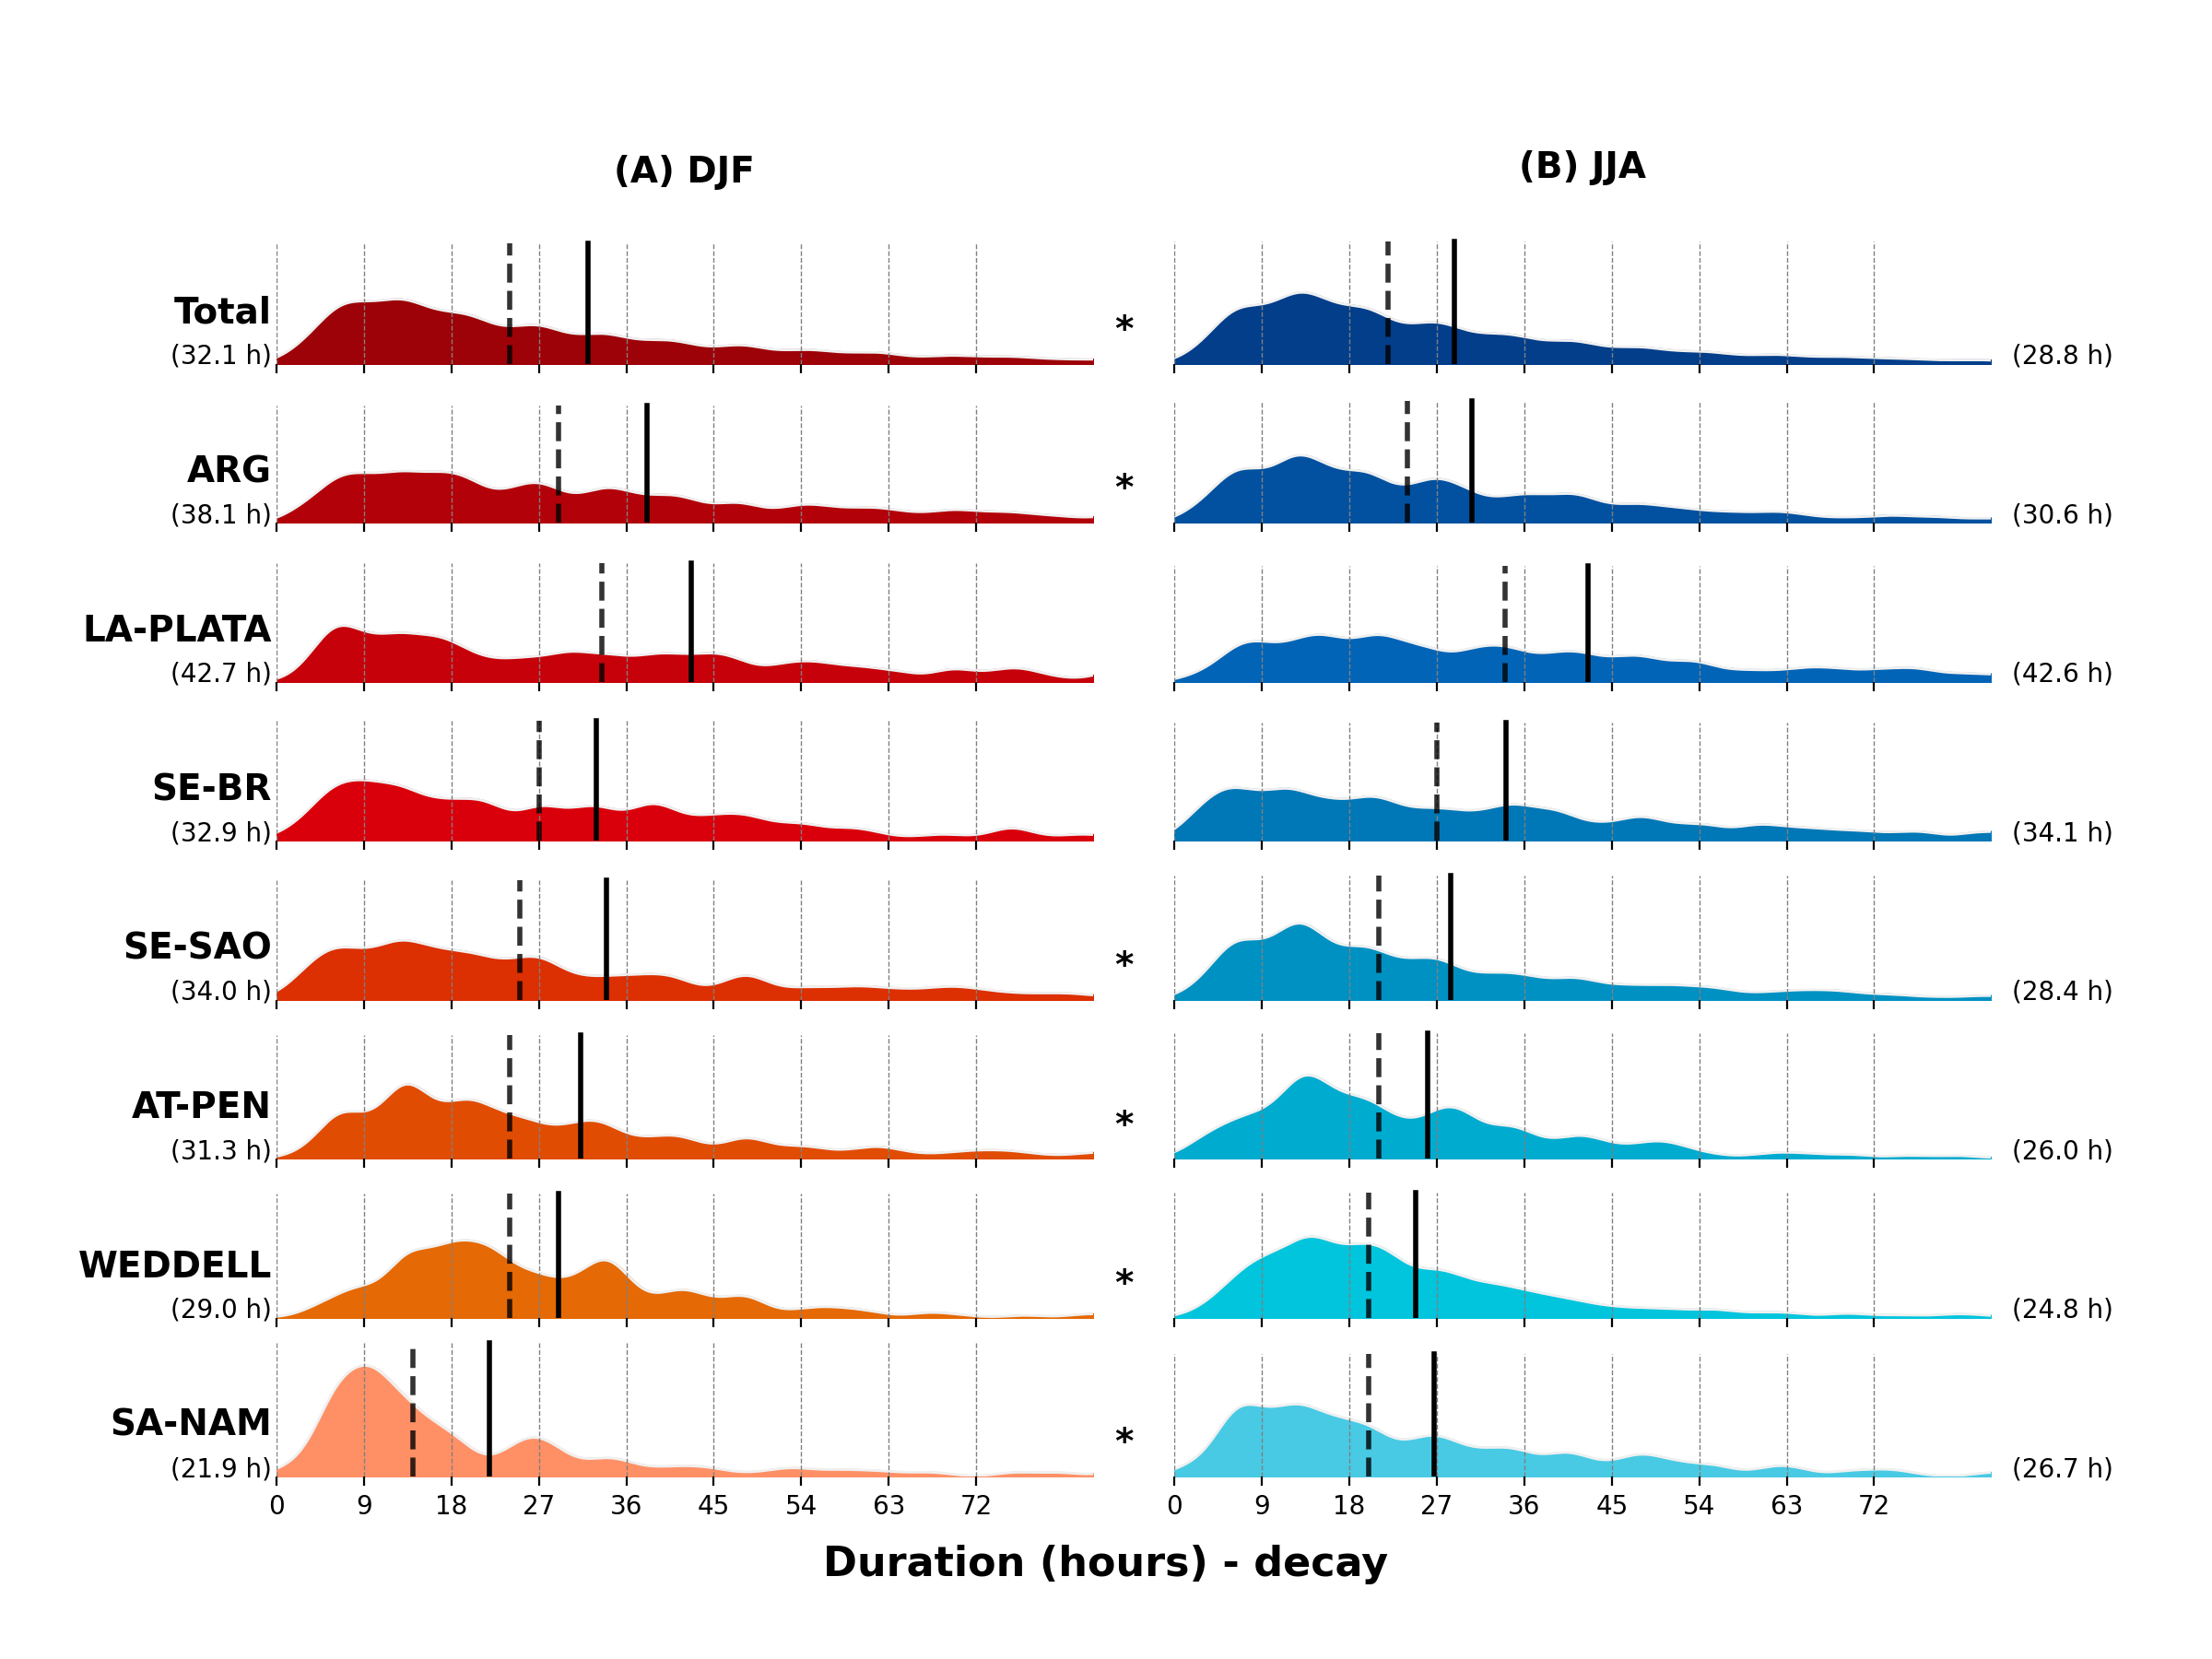 (A) DJF (B) JJA
Total
(32.1 h) * (28.8 h)
ARG
(38.1 h) * (30.6 h)
LA-PLATA
(42.7 h) (42.6 h)
SE-BR
(32.9 h) (34.1 h)
SE-SAO
(34.0 h) * (28.4 h)
AT-PEN
(31.3 h) * (26.0 h)
WEDDELL
(29.0 h) * (24.8 h)
SA-NAM
(21.9 h) * (26.7 h)
0 9 18 27 36 45 54 63 72 0 9 18 27 36 45 54 63 72
Duration (hours) - decay